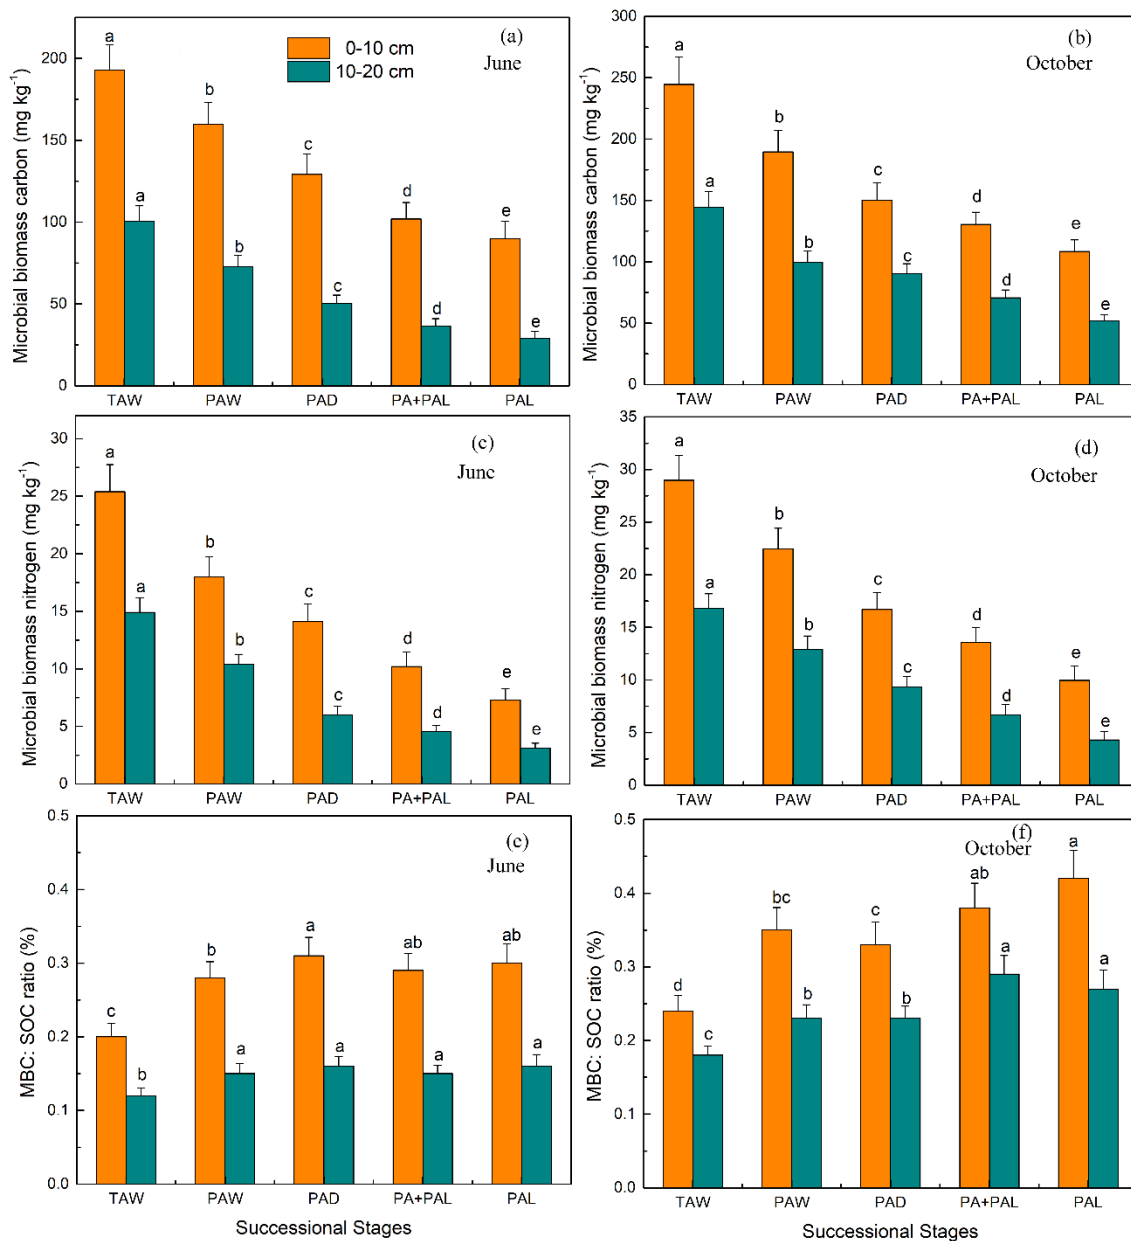 (a)
June
0-10 cm
10-20 cm
Microbial biomass carbon (mg kg⁻¹)
200
150
100
50
0
a
a
b
b
c
c
d
d
e
e
TAW PAW PAD PA+PAL PAL
(b)
October
Microbial biomass carbon (mg kg⁻¹)
300
250
200
150
100
50
0
a
a
b
b
c
c
d
d
e
e
TAW PAW PAD PA+PAL PAL
(c)
June
Microbial biomass nitrogen (mg kg⁻¹)
30
25
20
15
10
5
0
a
a
b
b
c
c
d
d
e
e
TAW PAW PAD PA+PAL PAL
(d)
October
Microbial biomass nitrogen (mg kg⁻¹)
35
30
25
20
15
10
5
0
a
a
b
b
c
c
d
d
e
e
TAW PAW PAD PA+PAL PAL
(e)
June
MBC: SOC ratio (%)
0.5
0.4
0.3
0.2
0.1
0.0
c
b
b
a
a
a
ab
a
ab
a
TAW PAW PAD PA+PAL PAL
Successional Stages
(f)
October
MBC: SOC ratio (%)
0.5
0.4
0.3
0.2
0.1
0.0
d
c
bc
b
c
b
ab
a
a
a
TAW PAW PAD PA+PAL PAL
Successional Stages